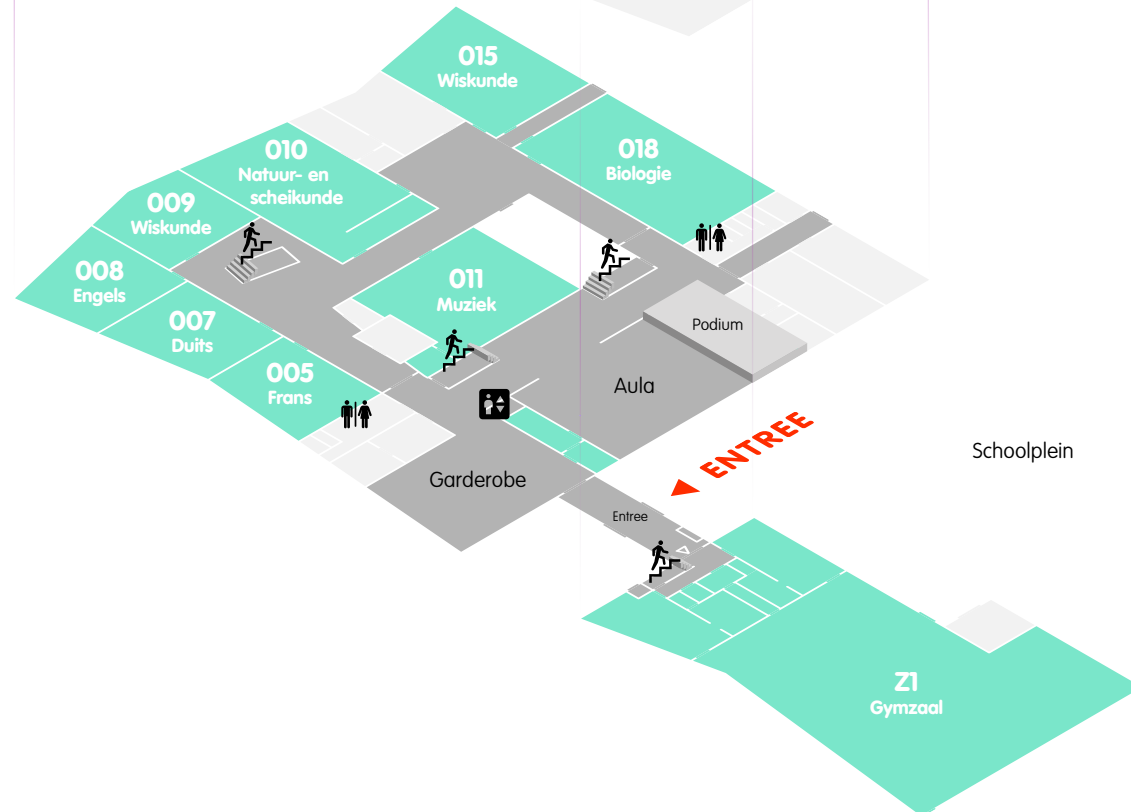 015
Wiskunde
018
Biologie
010
Natuur- en
scheikunde
009
Wiskunde
008
Engels
007
Duits
011
Muziek
005
Frans
Podium
Aula
ENTREE
Schoolplein
Garderobe
Entree
Z1
Gymzaal